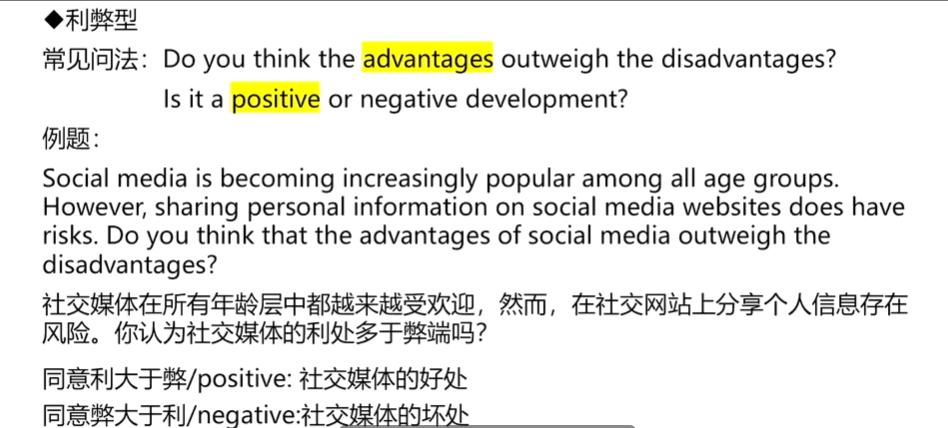 ◆利弊型
常见问法：Do you think the advantages outweigh the disadvantages?
Is it a positive or negative development?
例题：
Social media is becoming increasingly popular among all age groups.
However, sharing personal information on social media websites does have
risks. Do you think that the advantages of social media outweigh the
disadvantages?
社交媒体在所有年龄层中都越来越受欢迎，然而，在社交网站上分享个人信息存在
风险。你认为社交媒体的利处多于弊端吗？
同意利大于弊/positive: 社交媒体的好处
同意弊大于利/negative:社交媒体的坏处